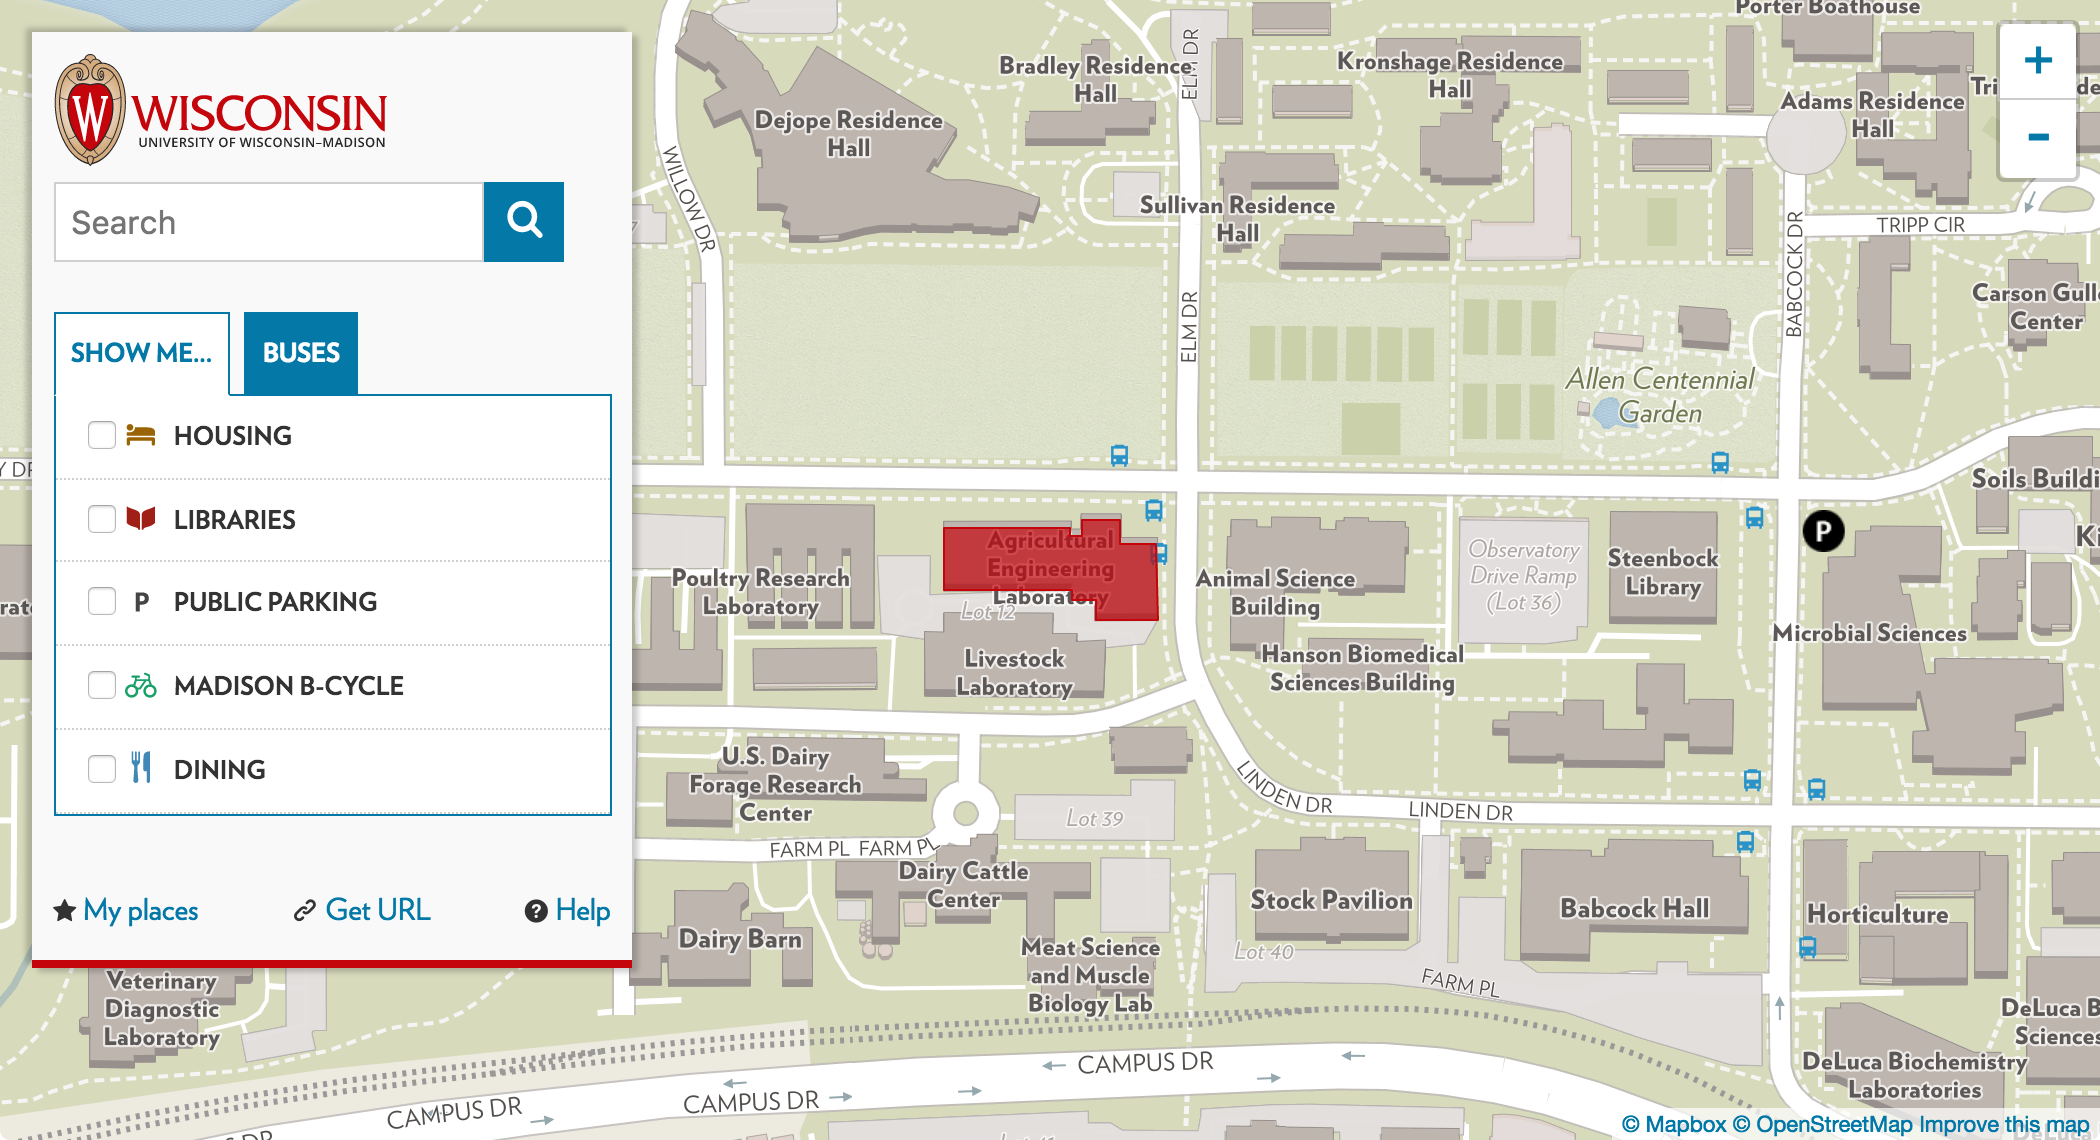 WISCONSIN
UNIVERSITY OF WISCONSIN–MADISON
Search
SHOW ME...
BUSES
HOUSING
LIBRARIES
P PUBLIC PARKING
MADISON B-CYCLE
DINING
My places
Get URL
Help
Porter Boathouse
Bradley Residence
Hall
ELM DR
Kronshage Residence
Hall
Adams Residence
Hall
Dejope Residence
Hall
WILLOW DR
Sullivan Residence
Hall
BABCOCK DR
TRIPP CIR
Center
Carson
ELM DR
Allen Centennial
Garden
Soils
P
Agricultural
Engineering
Laboratory
Lot 12
Poultry Research
Laboratory
Livestock
Laboratory
Animal Science
Building
Hanson Biomedical
Sciences Building
Observatory
Drive Ramp
(Lot 36)
Steenbock
Library
Microbial Sciences
U.S. Dairy
Forage Research
Center
LINDEN DR
LINDEN DR
Lot 39
FARM PL
FARM PL
Dairy Cattle
Center
Stock Pavilion
Babcock Hall
Horticulture
Dairy Barn
Meat Science
and Muscle
Biology Lab
Lot 40
FARM PL
Veterinary
Diagnostic
Laboratory
DeLuca B
Sciences
DeLuca Biochemistry
Laboratories
CAMPUS DR
CAMPUS DR
CAMPUS DR
© Mapbox © OpenStreetMap Improve this map